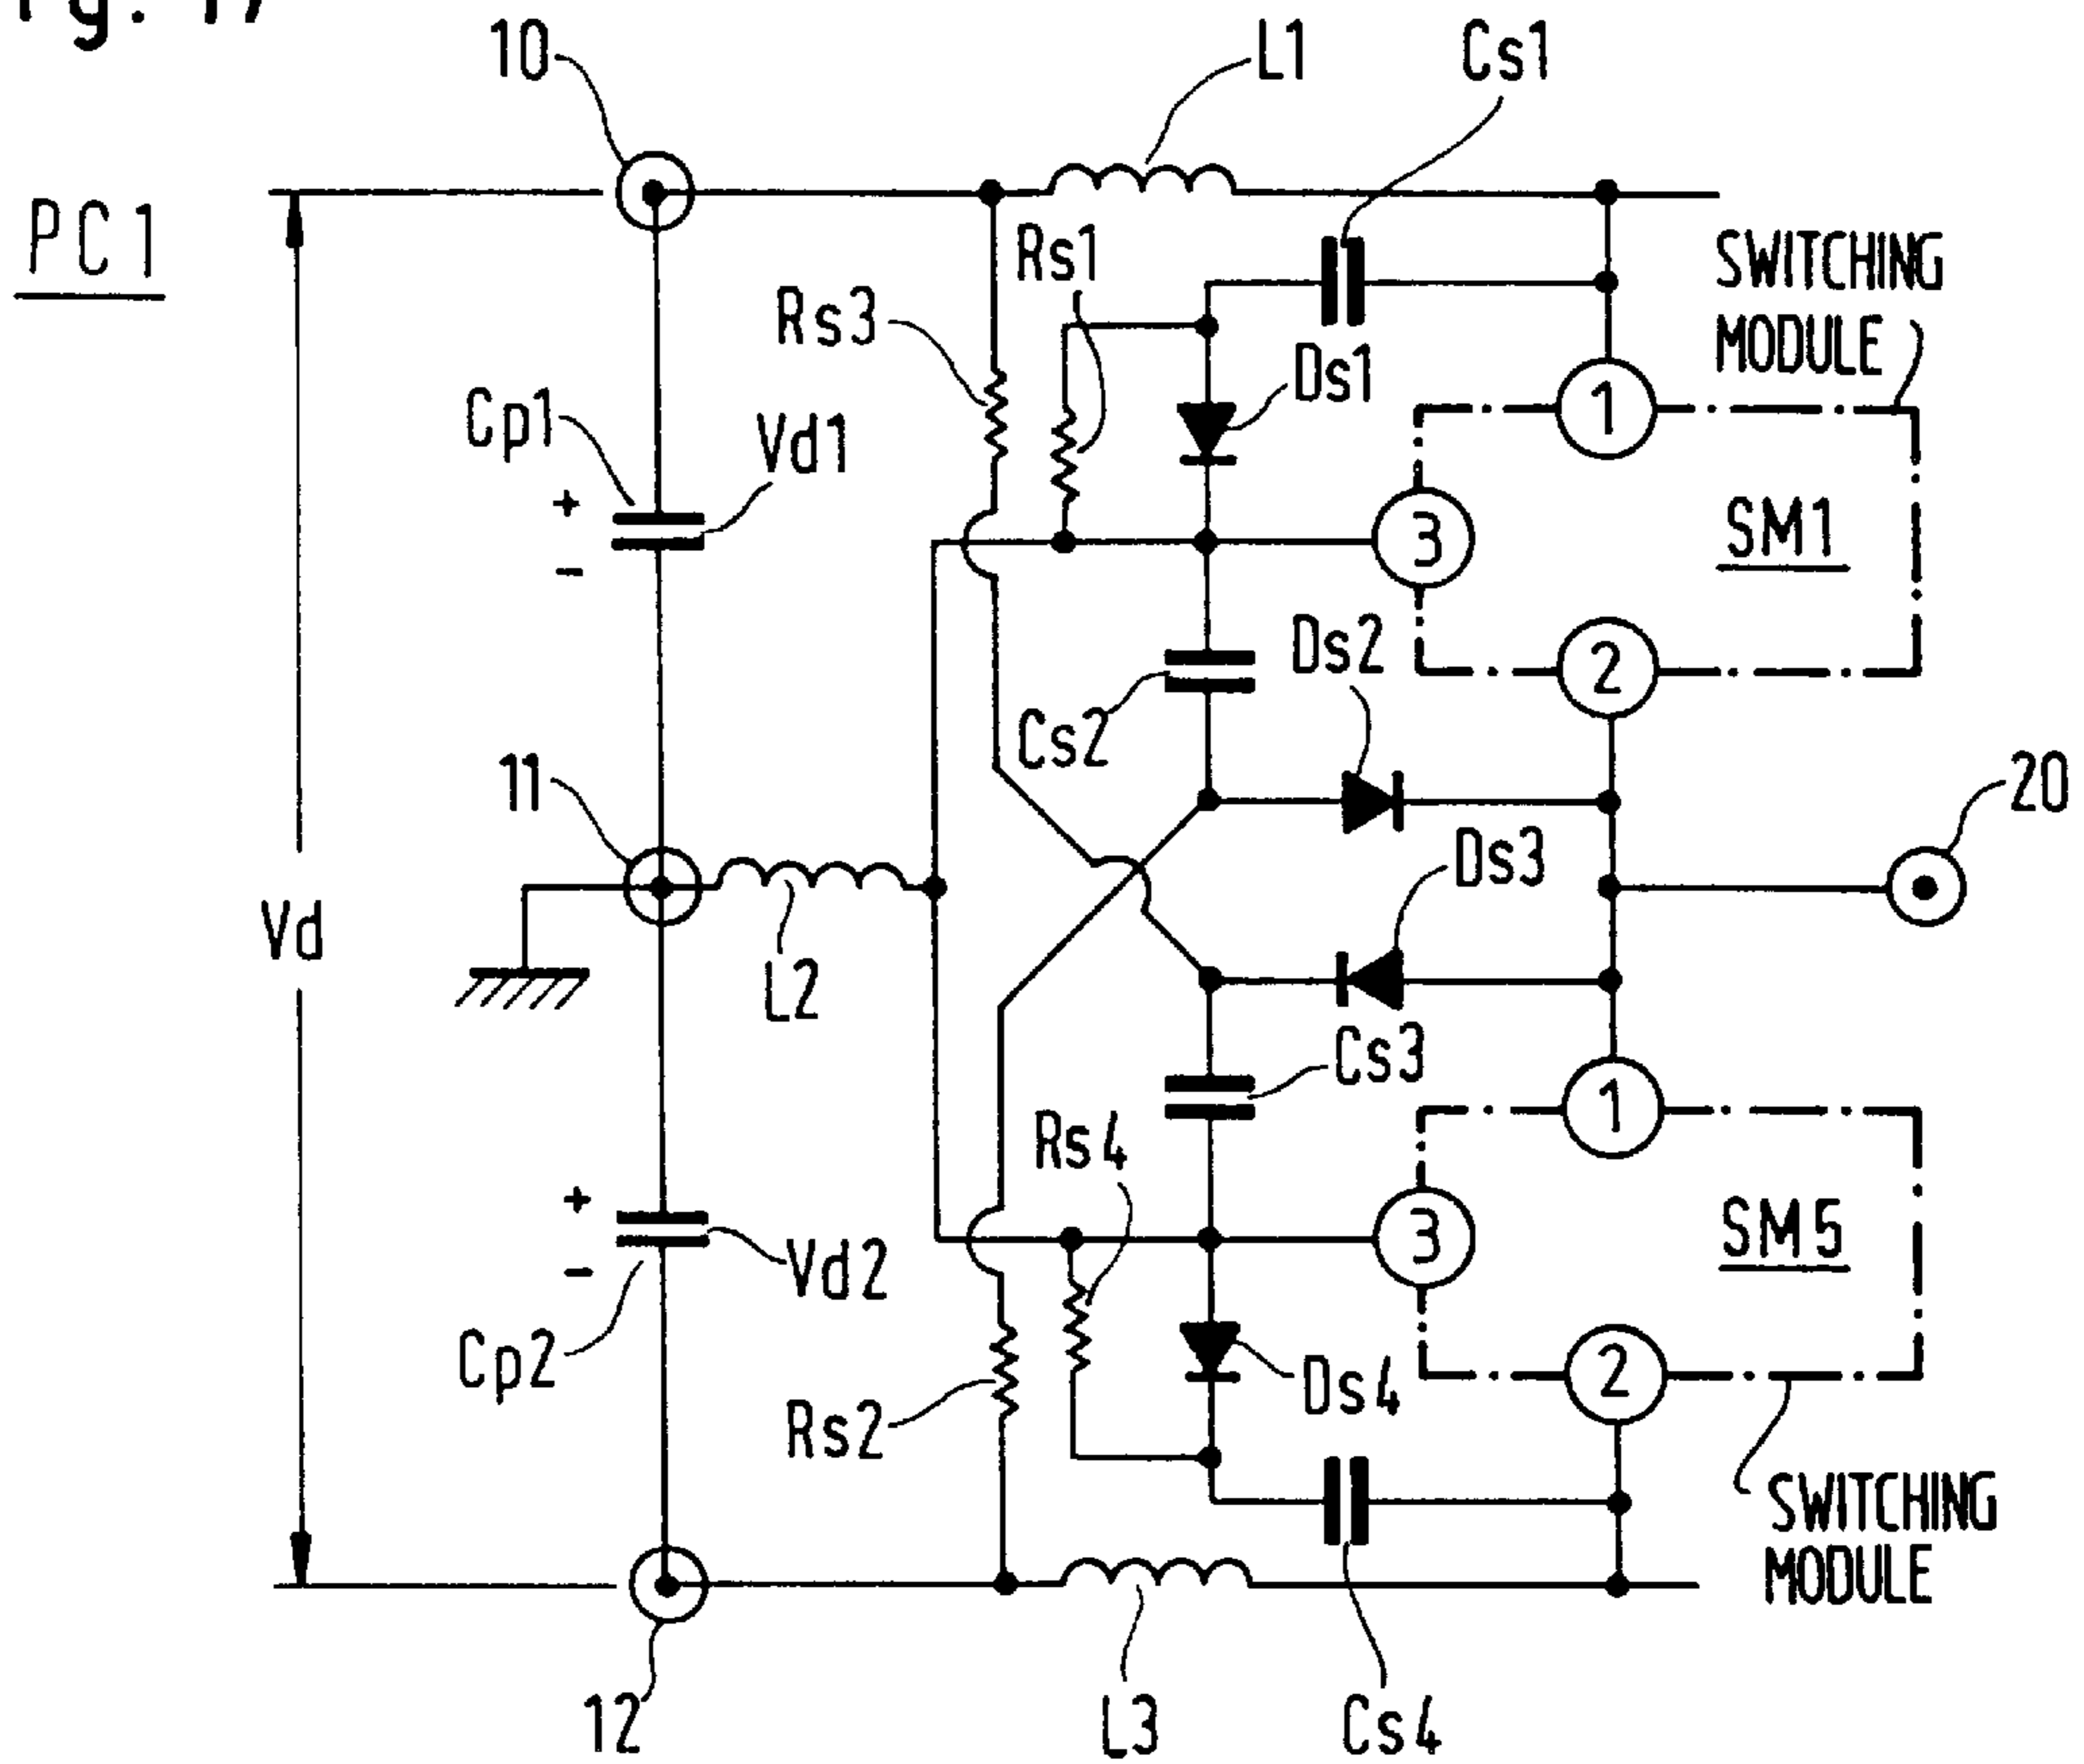 10
L1
Cs1
PC1
Rs1
SWITCHING
MODULE
Rs3
Ds1
1
Cp1
Vd1
+
3
SM1
-
Ds2
2
Cs2
11
20
Ds3
Vd
L2
Cs3
1
Rs4
+
3
SM5
Vd2
-
Cp2
Ds4
2
Rs2
SWITCHING
MODULE
12
L3
Cs4